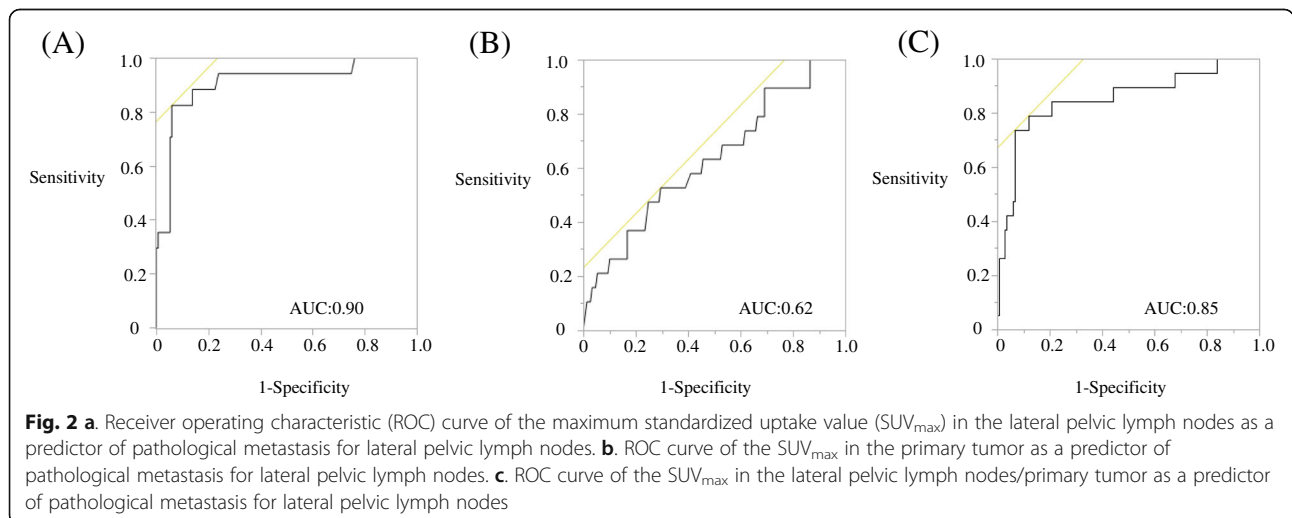 (A)
1.0
0.8
0.6
0.4
0.2
0
Sensitivity
AUC:0.90
0 0.2 0.4 0.6 0.8 1.0
1-Specificity
(B)
1.0
0.8
0.6
0.4
0.2
0
Sensitivity
AUC:0.62
0 0.2 0.4 0.6 0.8 1.0
1-Specificity
(C)
1.0
0.8
0.6
0.4
0.2
0
Sensitivity
AUC:0.85
0 0.2 0.4 0.6 0.8 1.0
1-Specificity
Fig. 2 a. Receiver operating characteristic (ROC) curve of the maximum standardized uptake value (SUVmax) in the lateral pelvic lymph nodes as a
predictor of pathological metastasis for lateral pelvic lymph nodes. b. ROC curve of the SUVmax in the primary tumor as a predictor of
pathological metastasis for lateral pelvic lymph nodes. c. ROC curve of the SUVmax in the lateral pelvic lymph nodes/primary tumor as a predictor
of pathological metastasis for lateral pelvic lymph nodes